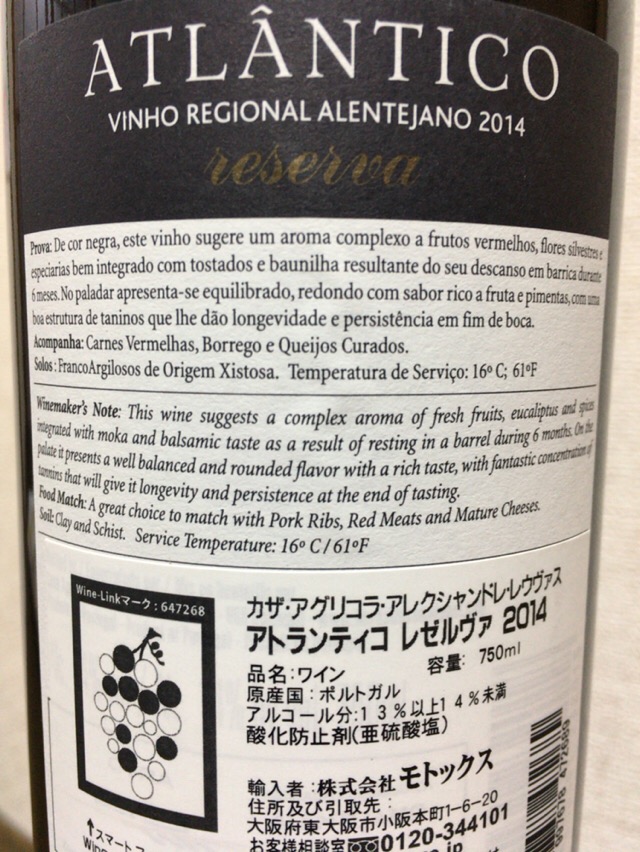 ATLÂNTICO
VINHO REGIONAL ALENTEJANO 2014
reserva
Prova: De cor negra, este vinho sugere um aroma complexo a frutos vermelhos, flores silvestres e
especiarias bem integrado com tostados e baunilha resultante do seu descanso em barrica durante
6 meses. No paladar apresenta-se equilibrado, redondo com sabor rico a fruta e pimentas, com uma
boa estrutura de taninos que lhe dão longevidade e persistência em fim de boca.
Acompanha: Carnes Vermelhas, Borrego e Queijos Curados.
Solos: FrancoArgilosos de Origem Xistosa. Temperatura de Serviço: 16º C; 61ºF
Winemaker's Note: This wine suggests a complex aroma of fresh fruits, eucaliptus and spices
integrated with moka and balsamic taste as a result of resting in a barrel during 6 months. On the
palate it presents a well balanced and rounded flavor with a rich taste, with fantastic concentration of
tannins that will give it longevity and persistence at the end of tasting.
Food Match: A great choice to match with Pork Ribs, Red Meats and Mature Cheeses.
Soil: Clay and Schist. Service Temperature: 16º C / 61ºF
Wine-Linkマーク:647268
カザ・アグリコラ・アレクシャンドレ・レウヴァス
アトランティコ レゼルヴァ 2014
品名:ワイン 容量: 750ml
原産国:ポルトガル
アルコール分:13%以上14%未満
酸化防止剤(亜硫酸塩)
輸入者:株式会社モトックス
住所及び引取先:
大阪府東大阪市小阪本町1-6-20
お客様相談室 0120-344101
↑スマート